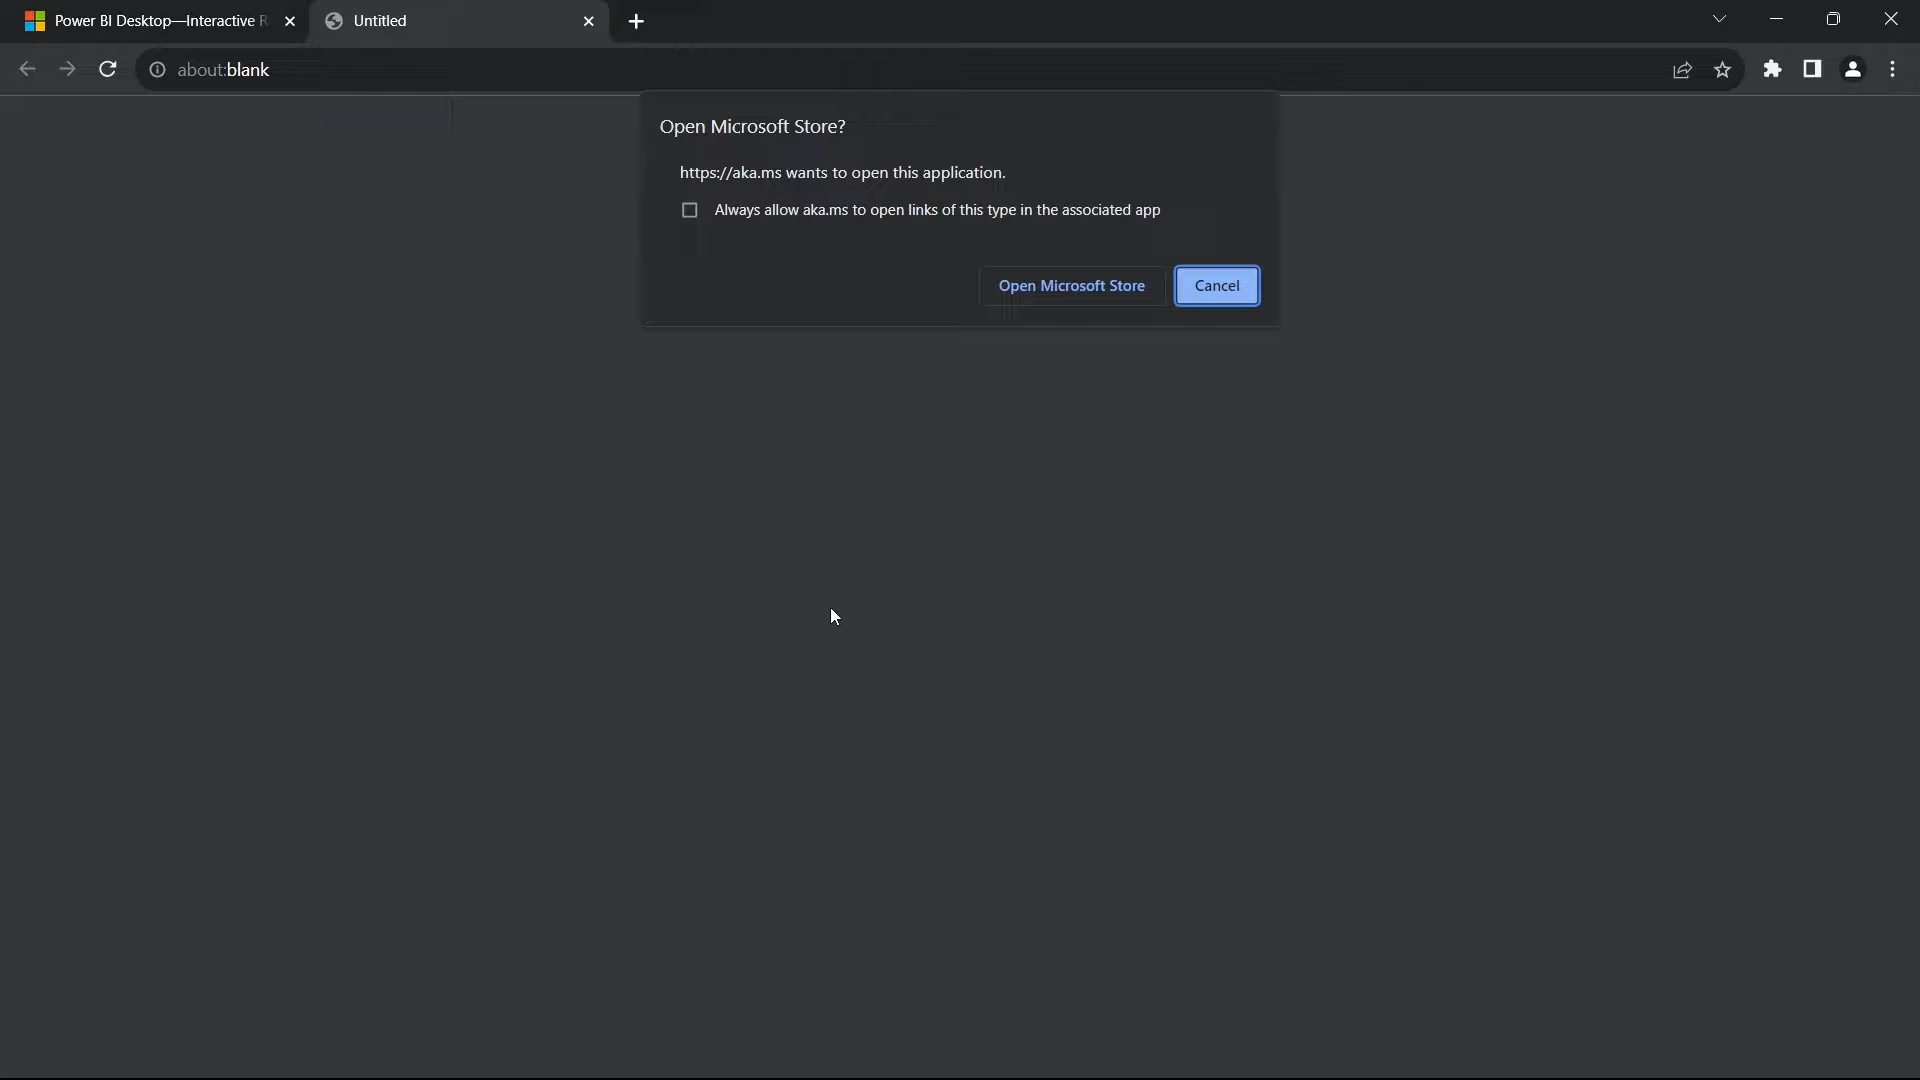 Power BI Desktop—Interactive R
Untitled
about:blank
Open Microsoft Store?
https://aka.ms wants to open this application.
Always allow aka.ms to open links of this type in the associated app
Open Microsoft Store
Cancel